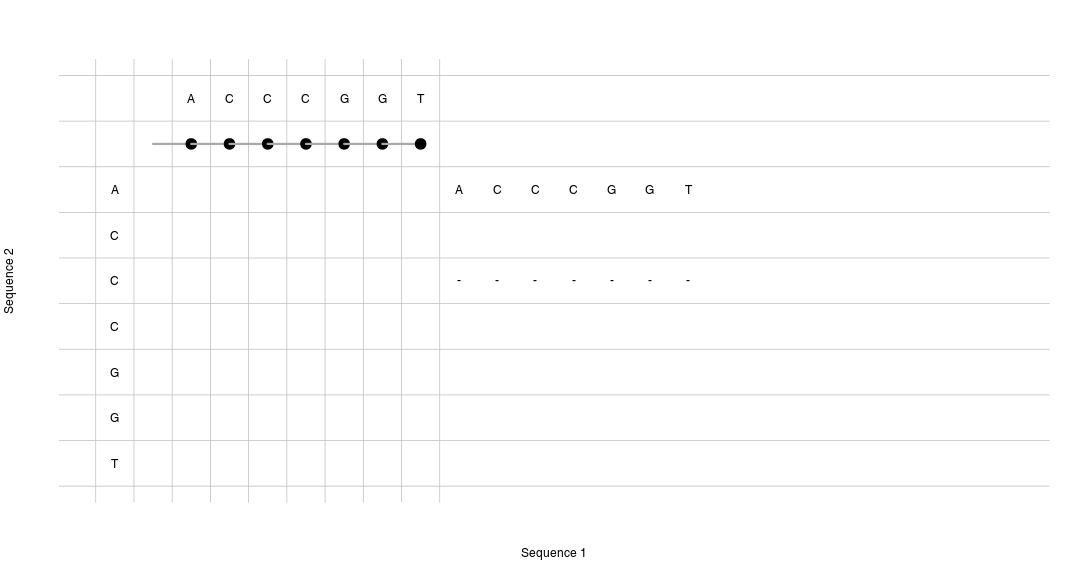 A C C C G G T
A A C C C G G T
C
C - - - - - - -
C
G
G
T
Sequence 2
Sequence 1